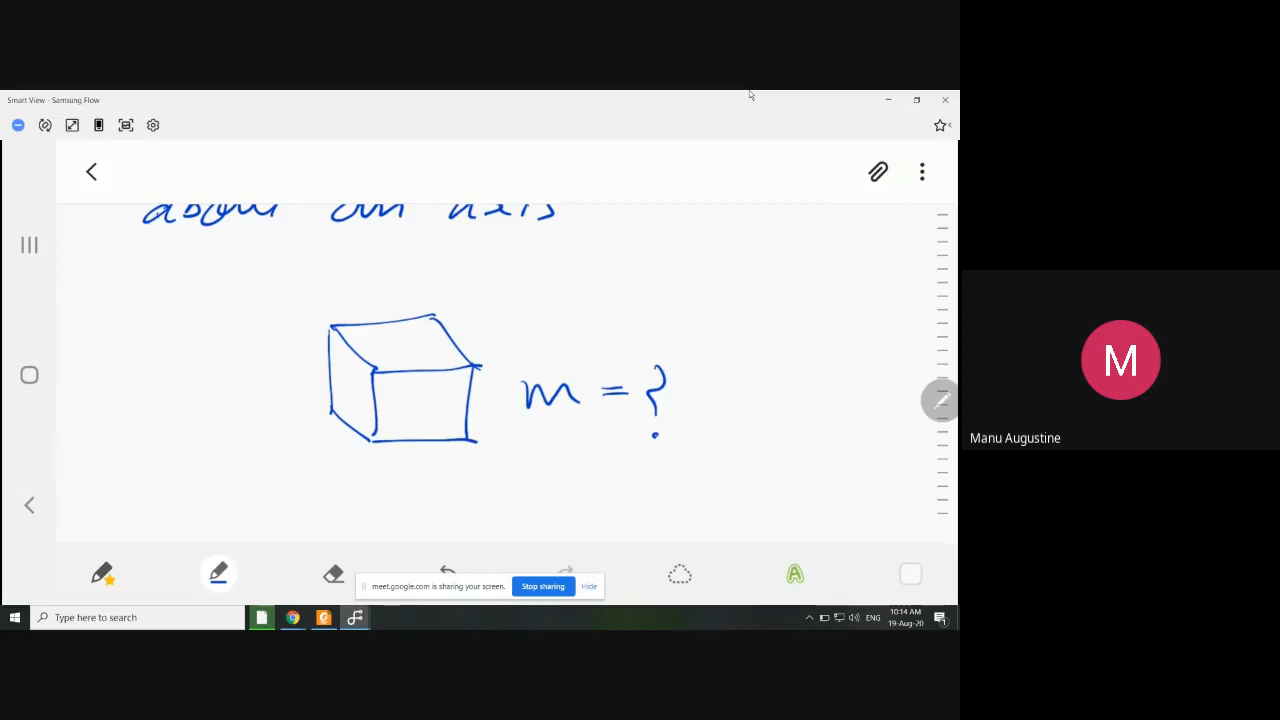 Smart View - Samsung Flow
m = ?
M
Manu Augustine
meet.google.com is sharing your screen.
Stop sharing
Hide
A
Type here to search
ENG
10:14 AM
19-Aug-20
1